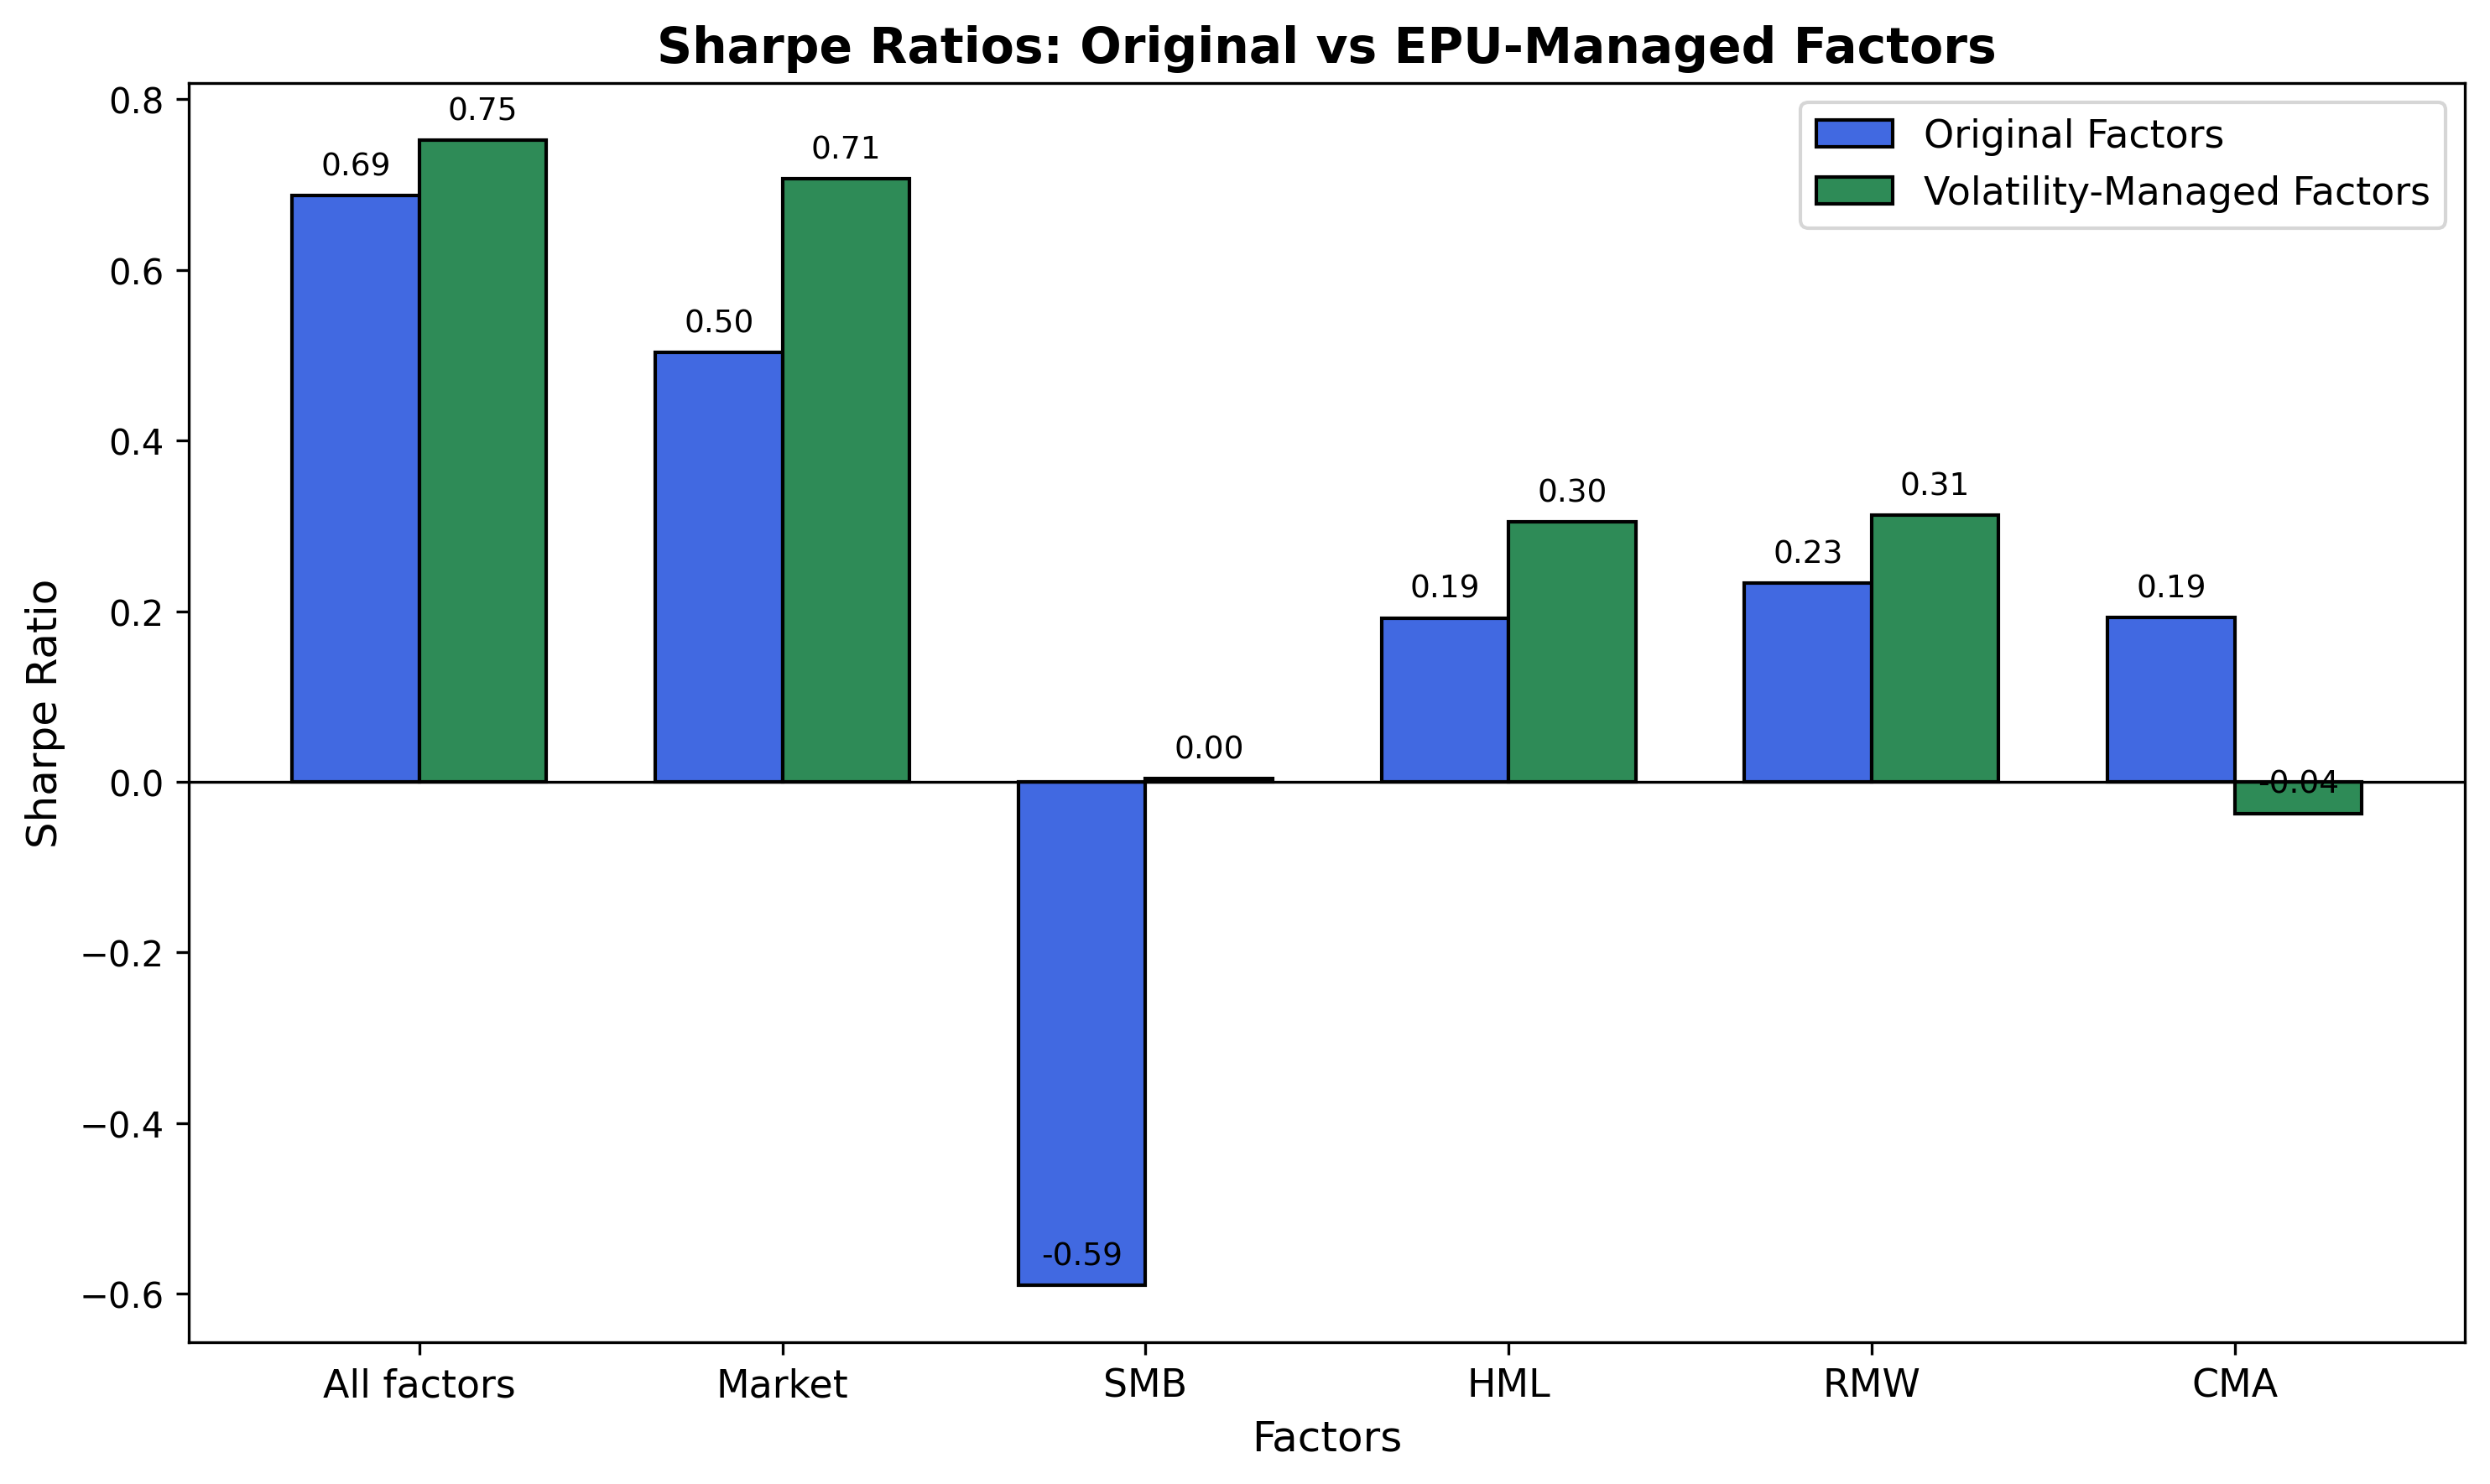 Sharpe Ratios: Original vs EPU-Managed Factors
Original Factors
Volatility-Managed Factors
Sharpe Ratio
0.8
0.6
0.4
0.2
0.0
−0.2
−0.4
−0.6
0.69
0.75
0.50
0.71
-0.59
0.00
0.19
0.30
0.23
0.31
0.19
-0.04
All factors
Market
SMB
HML
RMW
CMA
Factors